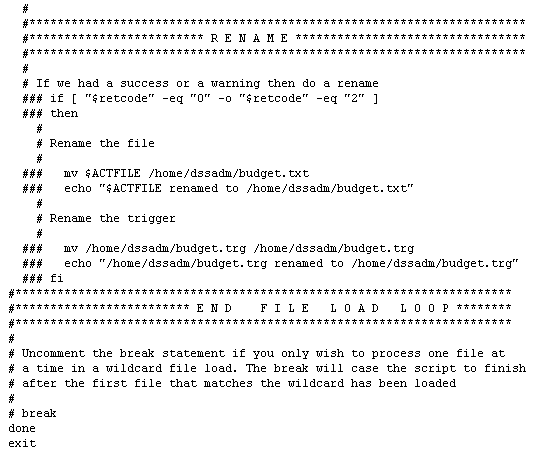 #
#*************************************************************************
#************************* R E N A M E *********************************
#*************************************************************************
#
# If we had a success or a warning then do a rename
### if [ "$retcode" -eq "0" -o "$retcode" -eq "2" ]
### then
#
# Rename the file
#
### mv $ACTFILE /home/dssadm/budget.txt
### echo "$ACTFILE renamed to /home/dssadm/budget.txt"
#
# Rename the trigger
#
### mv /home/dssadm/budget.trg /home/dssadm/budget.trg
### echo "/home/dssadm/budget.trg renamed to /home/dssadm/budget.trg"
### fi
#*************************************************************************
#************************* E N D F I L E L O A D L O O P ********
#*************************************************************************
#
# Uncomment the break statement if you only wish to process one file at
# a time in a wildcard file load. The break will case the script to finish
# after the first file that matches the wildcard has been loaded
#
# break
done
exit